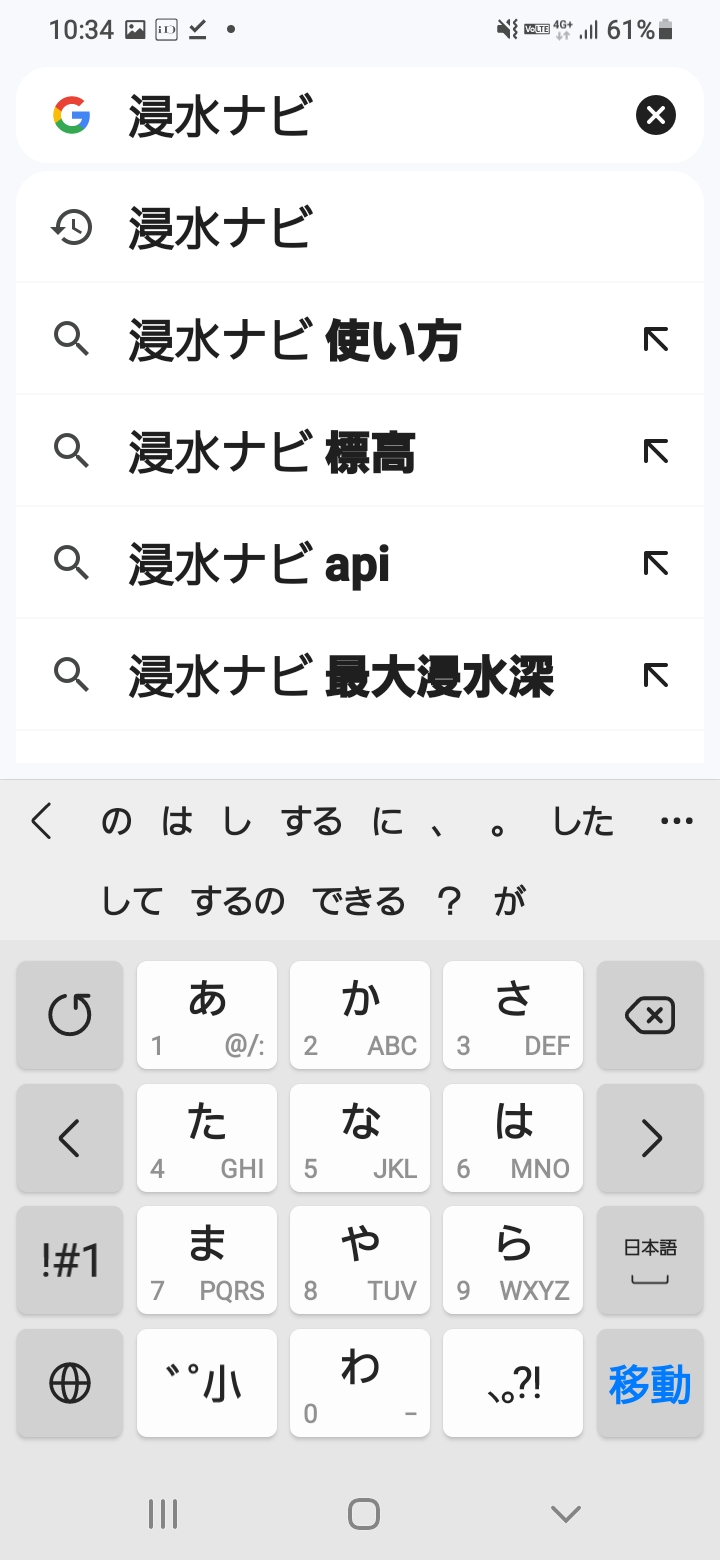 10:34 iD VoLTE 4G+ 61%
浸水ナビ
浸水ナビ
浸水ナビ 使い方
浸水ナビ 標高
浸水ナビ api
浸水ナビ 最大浸水深
の は し する に 、 。 した
して するの できる ? が
あ 1 @/: か 2 ABC さ 3 DEF
た 4 GHI な 5 JKL は 6 MNO
!#1 ま 7 PQRS や 8 TUV ら 9 WXYZ 日本語
゛゜小 わ 0 − 、。?! 移動